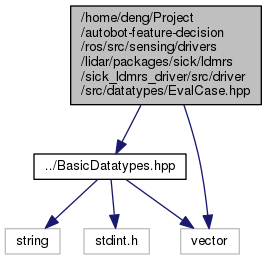 /home/deng/Project
/autobot-feature-decision
/ros/src/sensing/drivers
/lidar/packages/sick/ldmrs
/sick_ldmrs_driver/src/driver
/src/datatypes/EvalCase.hpp
../BasicDatatypes.hpp
string
stdint.h
vector